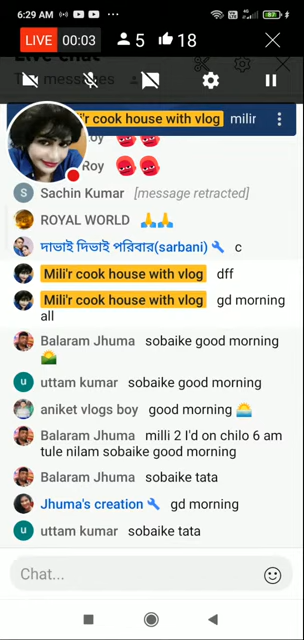 6:29 AM
LIVE 00:03 5 18
Live chat
Top messages
i'r cook house with vlog milir
oy
Roy
S Sachin Kumar [message retracted]
ROYAL WORLD 🙏🙏
দাভাই দিভাই পরিবার(sarbani) c
Mili'r cook house with vlog dff
Mili'r cook house with vlog gd morning
all
Balaram Jhuma sobaike good morning
🌄
u uttam kumar sobaike good morning
aniket vlogs boy good morning 🌅
Balaram Jhuma milli 2 I'd on chilo 6 am
tule nilam sobaike good morning
Balaram Jhuma sobaike tata
Jhuma's creation gd morning
u uttam kumar sobaike tata
Chat...